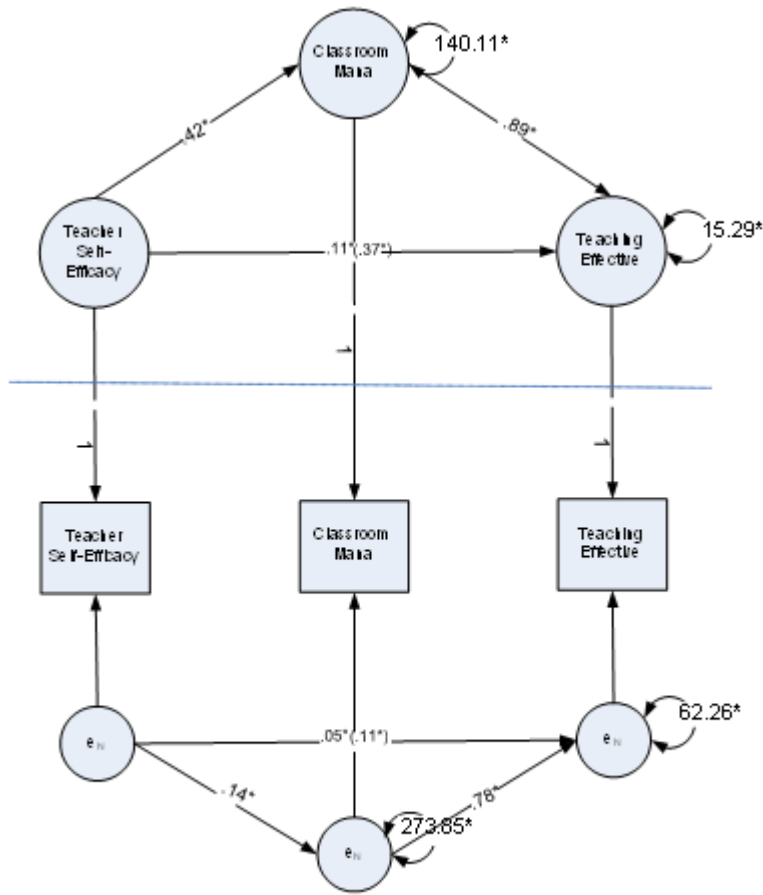 Classroom
Mana
140.11*
.42*
.89*
Teacher
Self-
Efficacy
.11*(.37*)
Teaching
Effective
15.29*
1
1
1
Teacher
Self-Efficacy
Classroom
Mana
Teaching
Effective
e N
.05*(.11*)
e N
62.26*
.14*
.78*
e N
273.85*